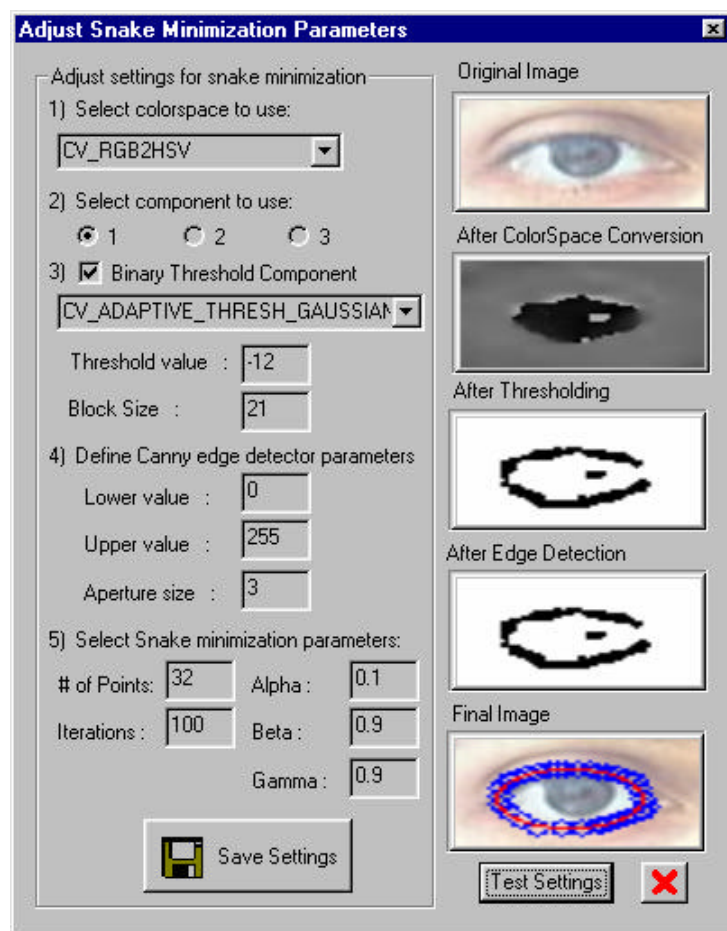 Adjust Snake Minimization Parameters
Adjust settings for snake minimization
1) Select colorspace to use:
CV_RGB2HSV
2) Select component to use:
1 2 3
3) Binary Threshold Component
CV_ADAPTIVE_THRESH_GAUSSIAN
Threshold value : -12
Block Size : 21
4) Define Canny edge detector parameters
Lower value : 0
Upper value : 255
Aperture size : 3
5) Select Snake minimization parameters:
# of Points: 32 Alpha : 0.1
Iterations : 100 Beta : 0.9
Gamma : 0.9
Save Settings
Original Image
After ColorSpace Conversion
After Thresholding
After Edge Detection
Final Image
Test Settings